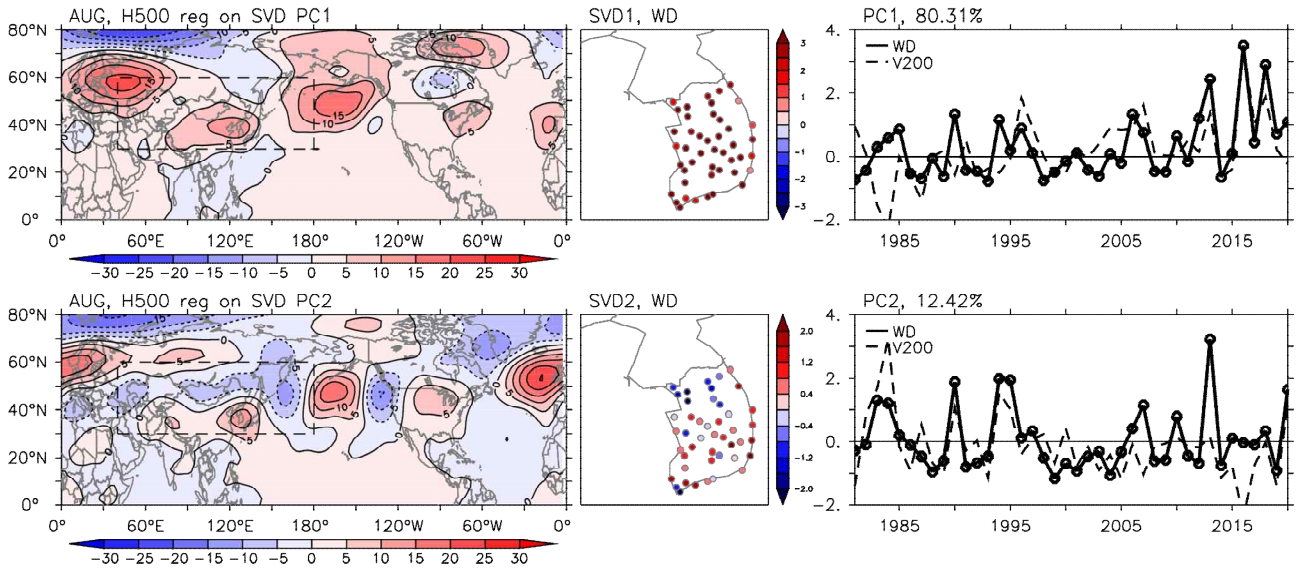 AUG, H500 reg on SVD PC1
80°N
60°N
40°N
20°N
0°
0°
60°E
120°E
180°
120°W
60°W
-30 -25 -20 -15 -10 -5 0 5 10 15 20 25 30
SVD1, WD
3
2
1
0
-1
-2
-3
PC1, 80.31%
WD
V200
4.
2.
0.
-2.
1985
1995
2005
2015
AUG, H500 reg on SVD PC2
80°N
60°N
40°N
20°N
0°
0°
60°E
120°E
180°
120°W
60°W
-30 -25 -20 -15 -10 -5 0 5 10 15 20 25 30
SVD2, WD
2.0
1.2
0.4
-0.4
-1.2
-2.0
PC2, 12.42%
WD
V200
4.
2.
0.
-2.
1985
1995
2005
2015